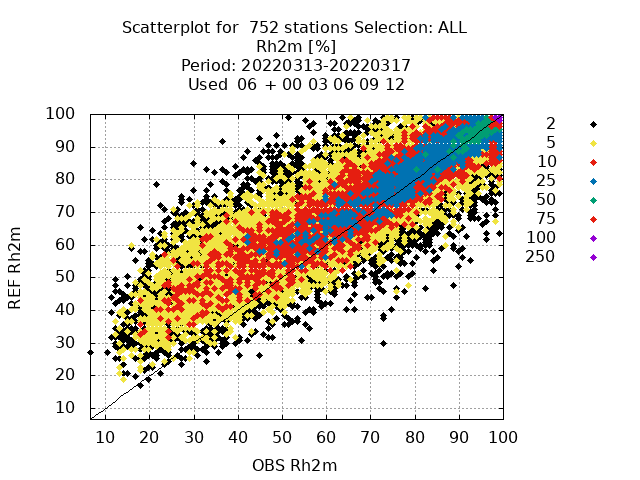 Scatterplot for  752 stations Selection: ALL
Rh2m [%]
Period: 20220313-20220317
Used  06 + 00 03 06 09 12
100
90
80
70
60
50
40
30
20
10
REF Rh2m
10 20 30 40 50 60 70 80 90 100
OBS Rh2m
2
5
10
25
50
75
100
250